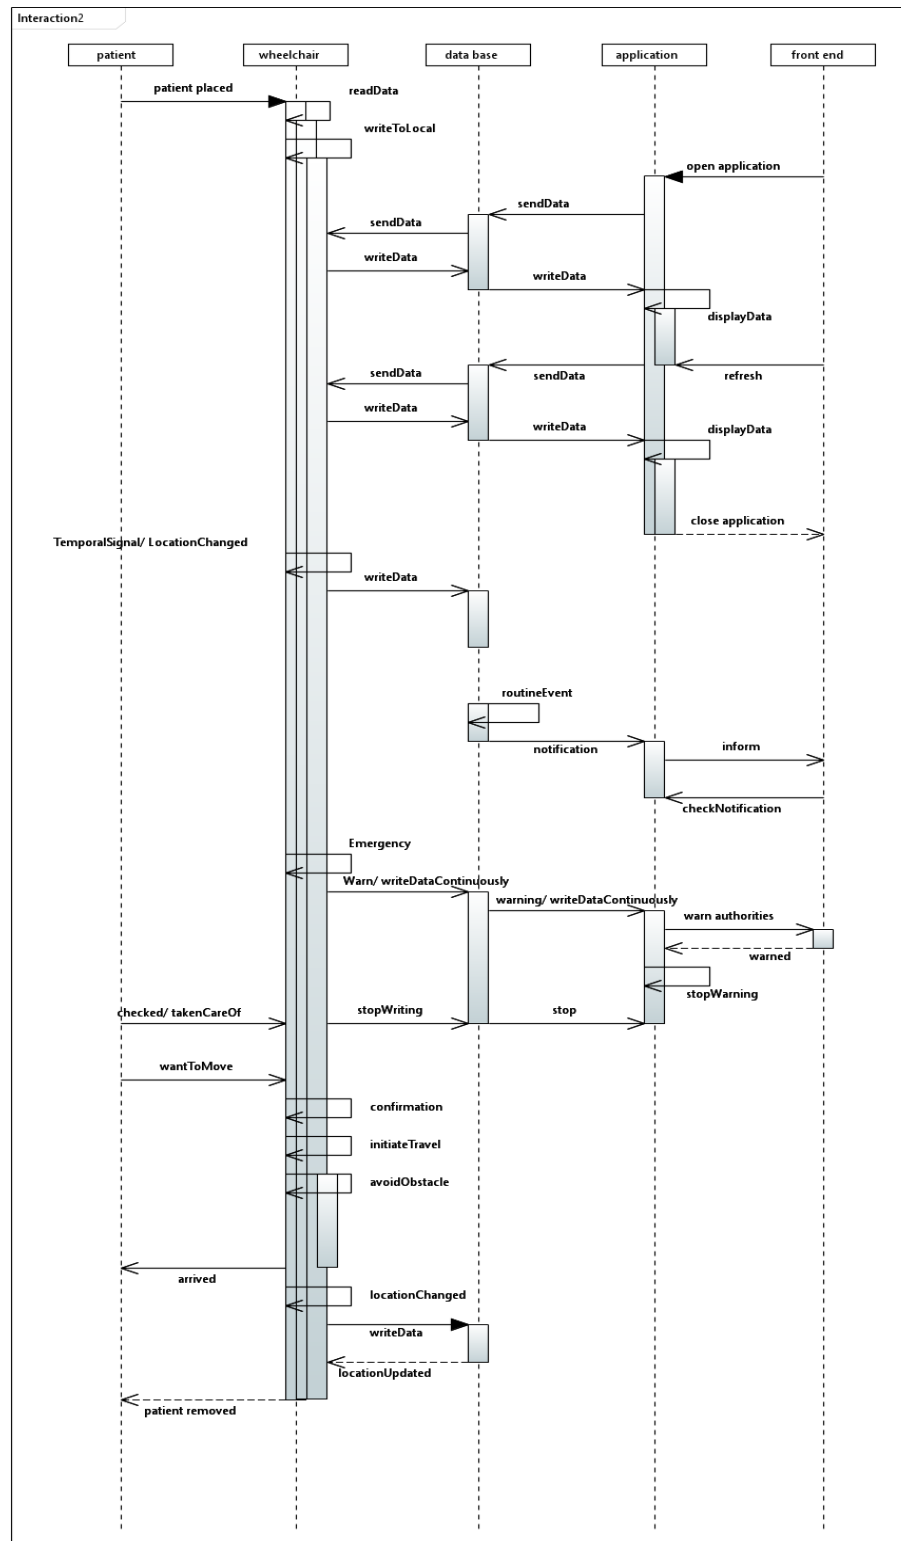 Interaction2
patient
wheelchair
data base
application
front end
patient placed
readData
writeToLocal
open application
sendData
sendData
writeData
writeData
displayData
sendData
sendData
refresh
writeData
writeData
displayData
close application
TemporalSignal/ LocationChanged
writeData
routineEvent
notification
inform
checkNotification
Emergency
Warn/ writeDataContinuously
warning/ writeDataContinuously
warn authorities
warned
stopWarning
checked/ takenCareOf
stopWriting
stop
wantToMove
confirmation
initiateTravel
avoidObstacle
arrived
locationChanged
writeData
locationUpdated
patient removed